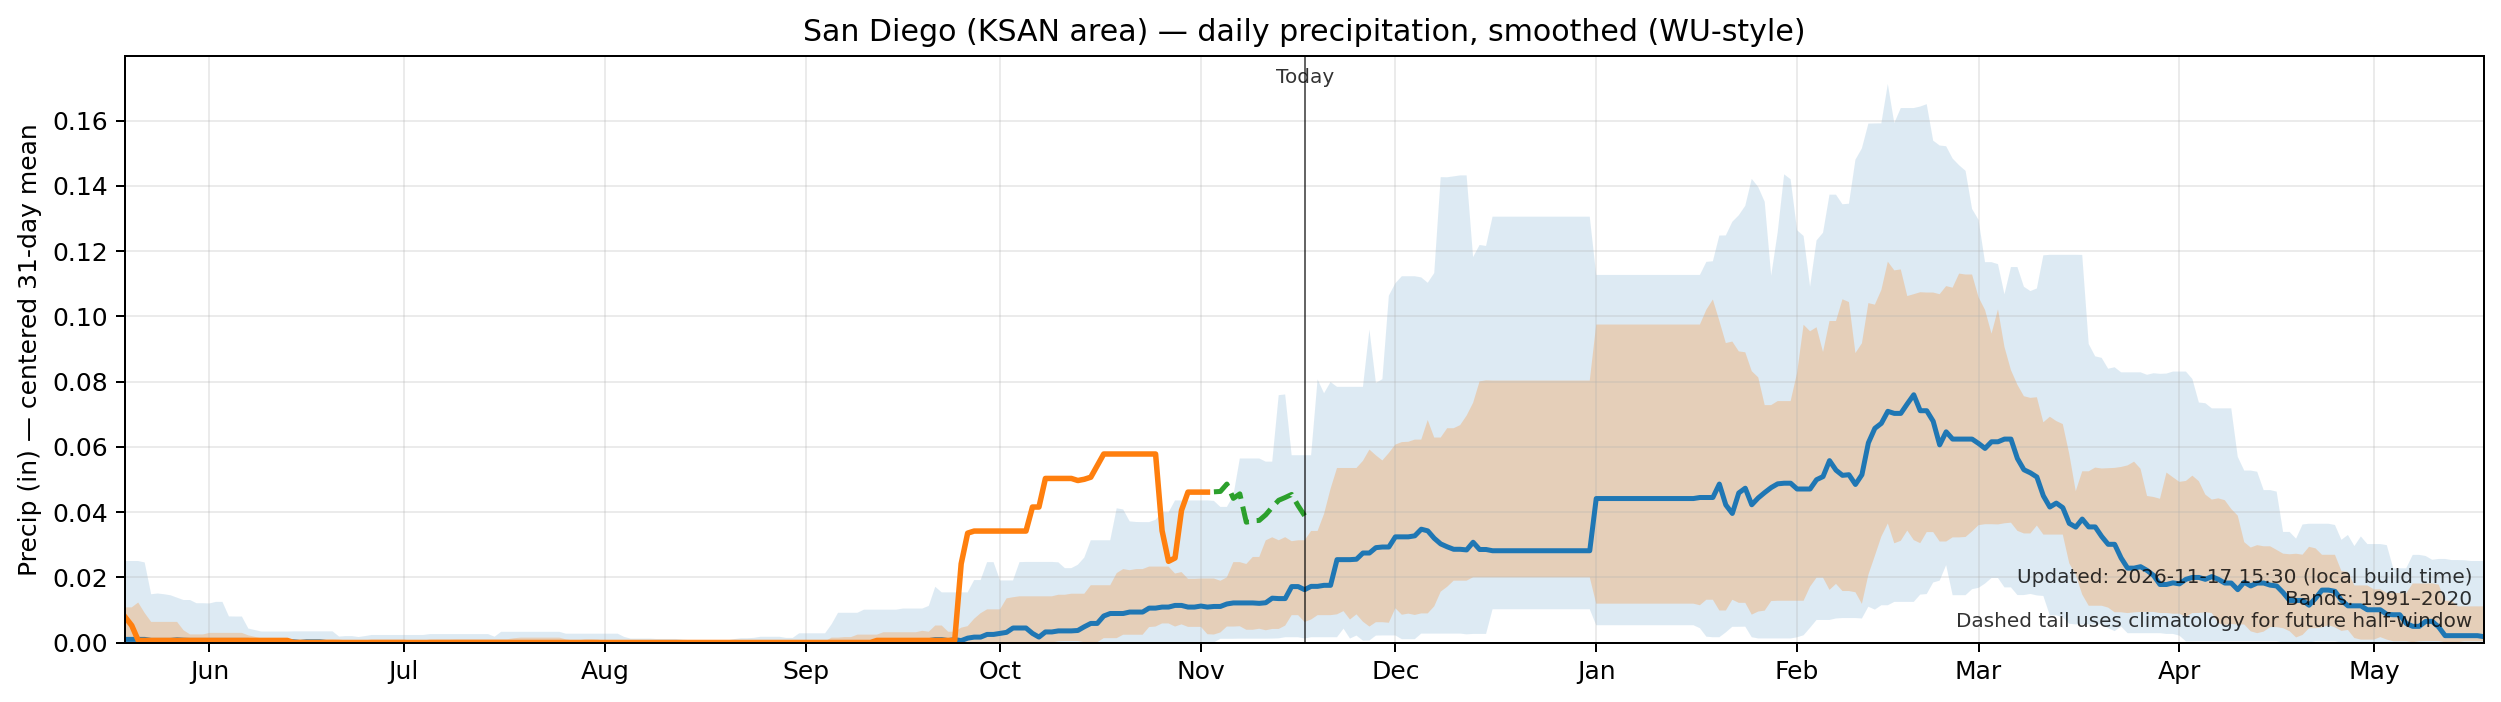 San Diego (KSAN area) — daily precipitation, smoothed (WU-style)
Today
Precip (in) — centered 31-day mean
0.16
0.14
0.12
0.10
0.08
0.06
0.04
0.02
0.00
Updated: 2026-11-17 15:30 (local build time)
Bands: 1991–2020
Dashed tail uses climatology for future half-window
Jun Jul Aug Sep Oct Nov Dec Jan Feb Mar Apr May